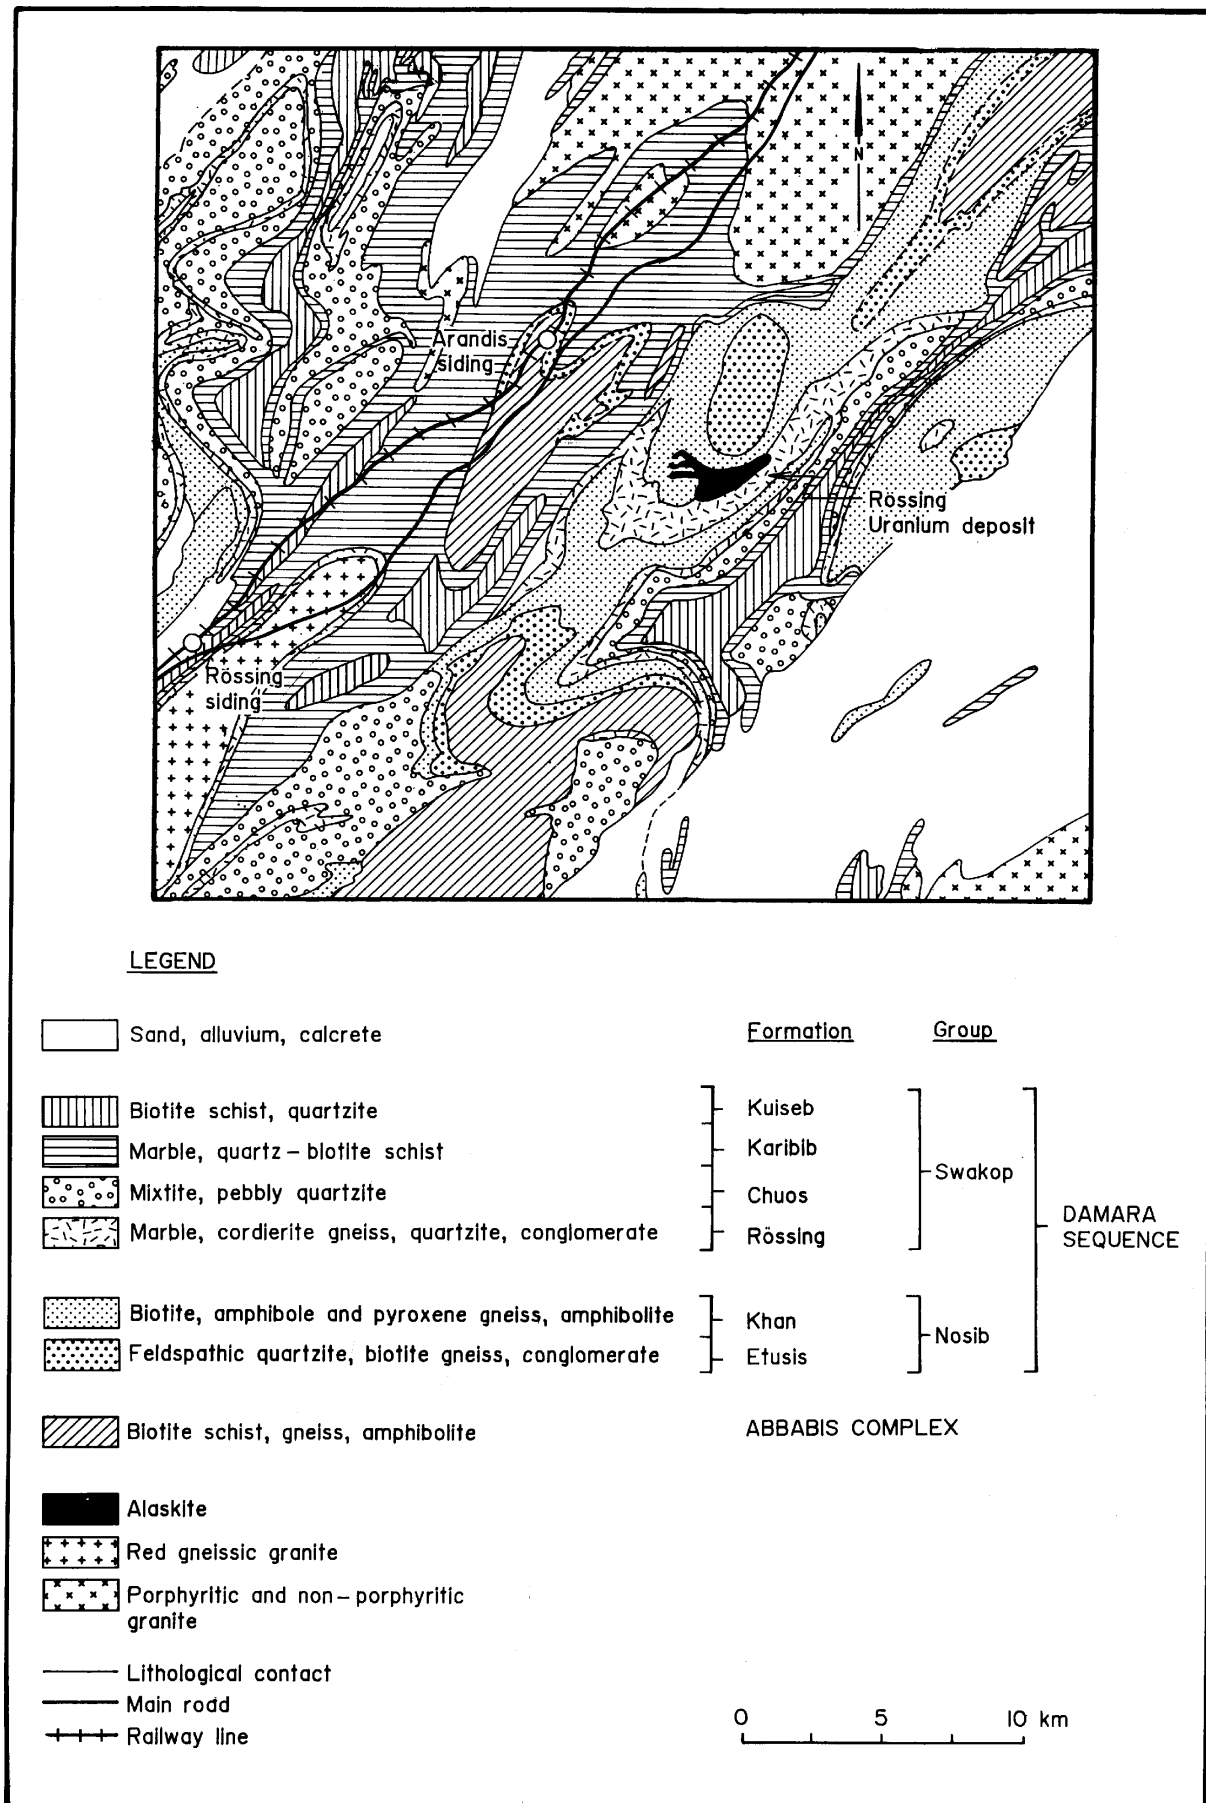 N
Arandis
siding
Rössing
Uranium deposit
Rössing
siding
LEGEND
Sand, alluvium, calcrete
Formation
Group
Biotite schist, quartzite
Kuiseb
Marble, quartz-biotite schist
Karibib
Swakop
Mixtite, pebbly quartzite
Chuos
DAMARA
SEQUENCE
Marble, cordierite gneiss, quartzite, conglomerate
Rössing
Biotite, amphibole and pyroxene gneiss, amphibolite
Khan
Nosib
Feldspathic quartzite, biotite gneiss, conglomerate
Etusis
Biotite schist, gneiss, amphibolite
ABBABIS COMPLEX
Alaskite
Red gneissic granite
Porphyritic and non-porphyritic
granite
Lithological contact
Main road
Railway line
0 5 10 km